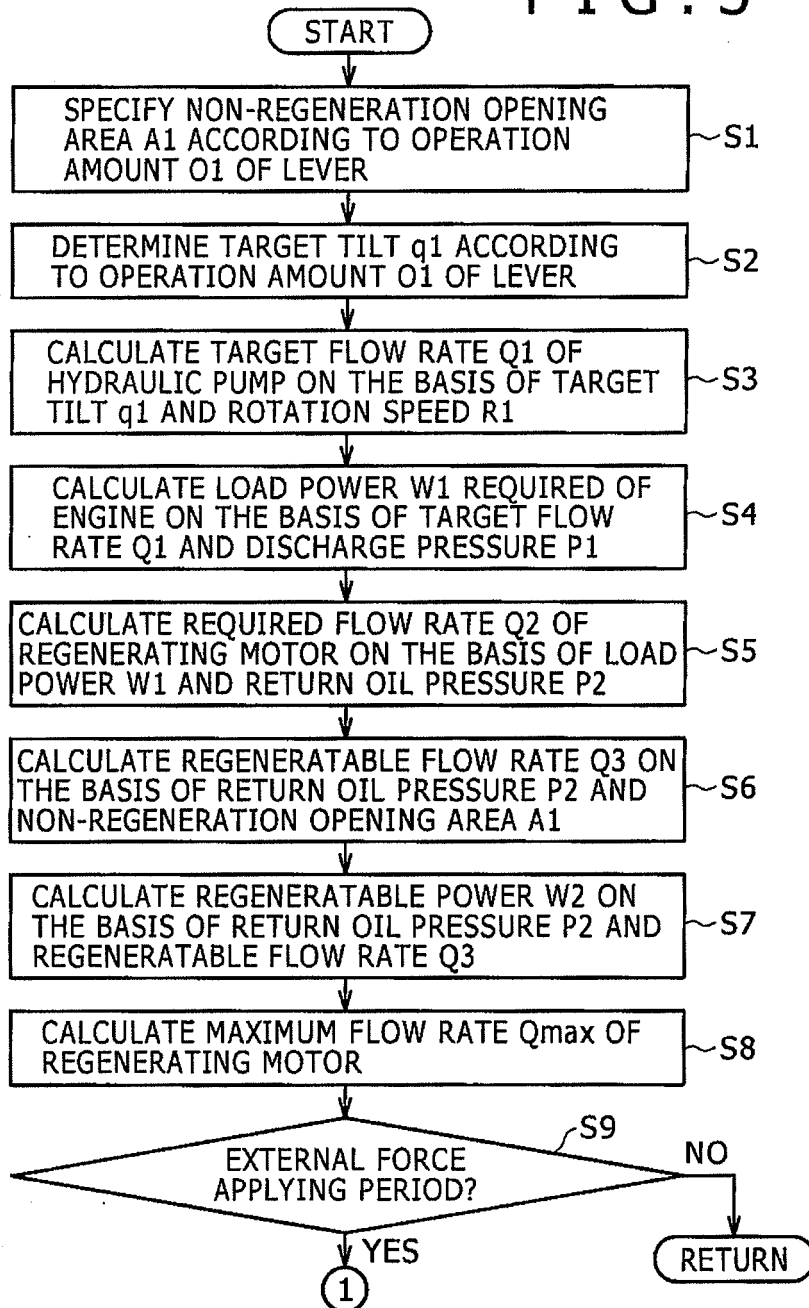 FIG.5
START
SPECIFY NON-REGENERATION OPENING
AREA A1 ACCORDING TO OPERATION
AMOUNT O1 OF LEVER
S1
DETERMINE TARGET TILT q1 ACCORDING
TO OPERATION AMOUNT O1 OF LEVER
S2
CALCULATE TARGET FLOW RATE Q1 OF
HYDRAULIC PUMP ON THE BASIS OF TARGET
TILT q1 AND ROTATION SPEED R1
S3
CALCULATE LOAD POWER W1 REQUIRED OF
ENGINE ON THE BASIS OF TARGET FLOW
RATE Q1 AND DISCHARGE PRESSURE P1
S4
CALCULATE REQUIRED FLOW RATE Q2 OF
REGENERATING MOTOR ON THE BASIS OF LOAD
POWER W1 AND RETURN OIL PRESSURE P2
S5
CALCULATE REGENERATABLE FLOW RATE Q3 ON
THE BASIS OF RETURN OIL PRESSURE P2 AND
NON-REGENERATION OPENING AREA A1
S6
CALCULATE REGENERATABLE POWER W2 ON
THE BASIS OF RETURN OIL PRESSURE P2 AND
REGENERATABLE FLOW RATE Q3
S7
CALCULATE MAXIMUM FLOW RATE Qmax OF
REGENERATING MOTOR
S8
S9
EXTERNAL FORCE
APPLYING PERIOD?
NO
YES
RETURN
1